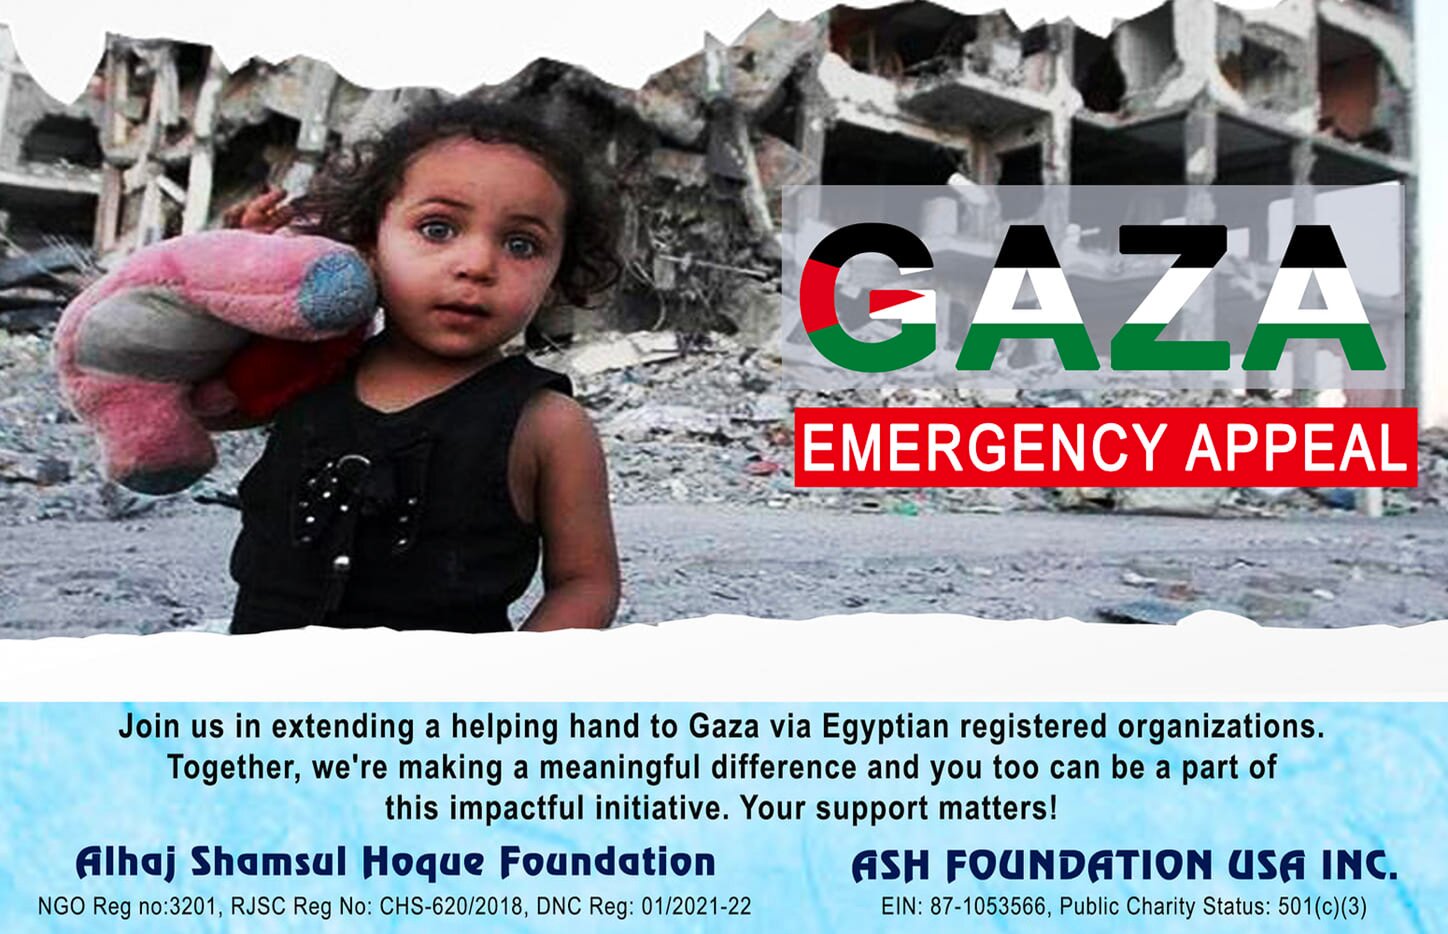 GAZA
EMERGENCY APPEAL
Join us in extending a helping hand to Gaza via Egyptian registered organizations.
Together, we're making a meaningful difference and you too can be a part of
this impactful initiative. Your support matters!
Alhaj Shamsul Hoque Foundation
NGO Reg no:3201, RJSC Reg No: CHS-620/2018, DNC Reg: 01/2021-22
ASH FOUNDATION USA INC.
EIN: 87-1053566, Public Charity Status: 501(c)(3)